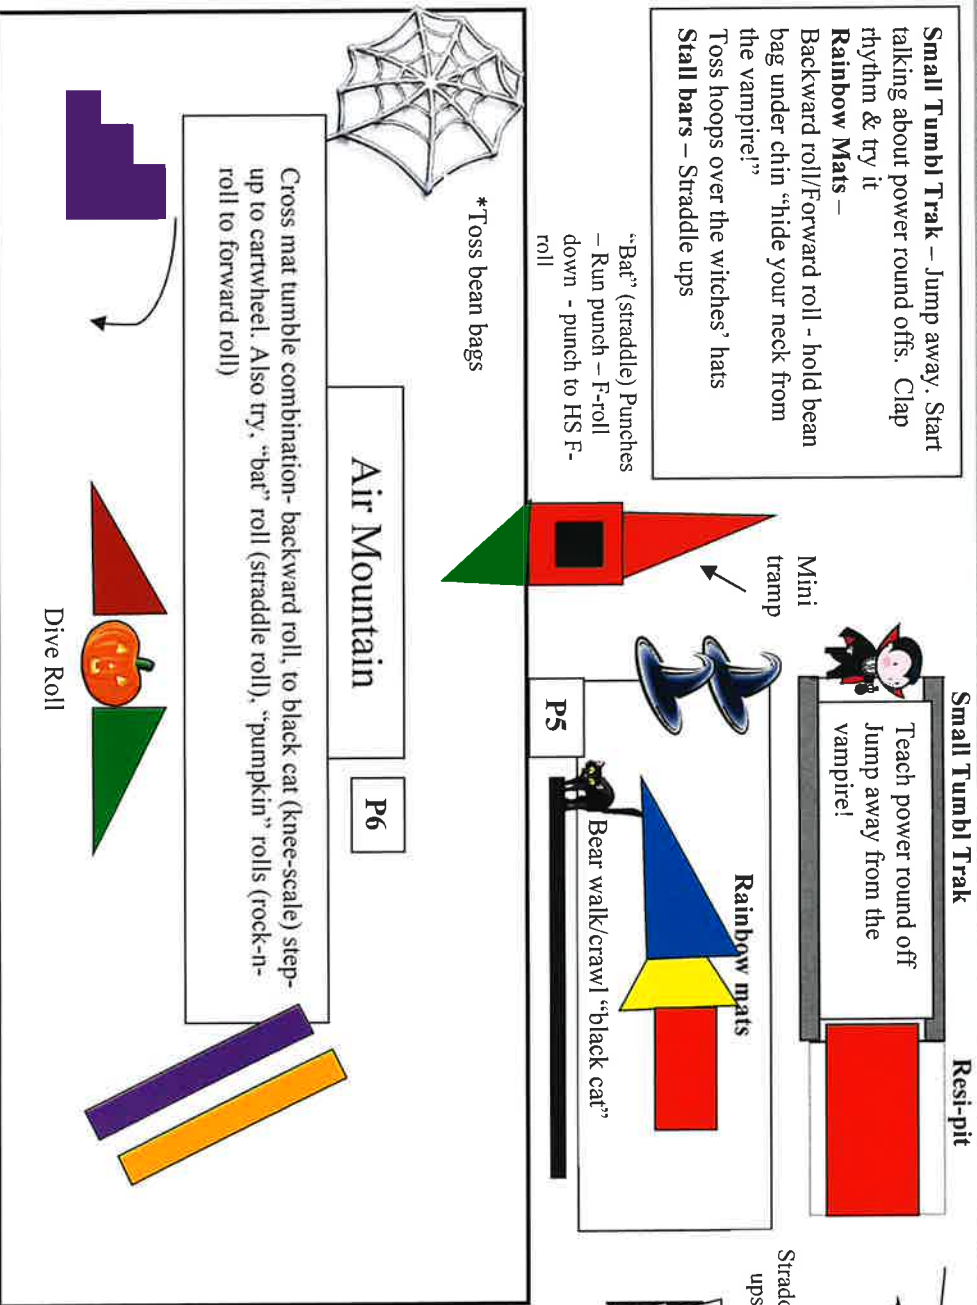 Small Tumbl Trak – Jump away. Start
talking about power round offs. Clap
rhythm & try it
Rainbow Mats –
Backward roll/Forward roll - hold bean
bag under chin “hide your neck from
the vampire!”
Toss hoops over the witches’ hats
Stall bars – Straddle ups
Small Tumbl Trak
Resi-pit
Teach power round off
Jump away from the
vampire!
Mini
tramp
Rainbow mats
Bear walk/crawl “black cat”
P5
“Bat” (straddle) Punches
– Run punch – F-roll
down - punch to HS F-
roll
*Toss bean bags
Air Mountain
P6
Cross mat tumble combination- backward roll, to black cat (knee-scale) step-
up to cartwheel. Also try, “bat” roll (straddle roll), “pumpkin” rolls (rock-n-
roll to forward roll)
Dive Roll
ups